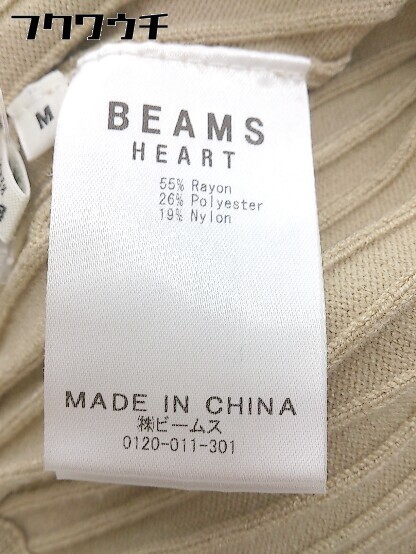 フクワウチ
M
BEAMS
HEART
55% Rayon
26% Polyester
19% Nylon
MADE IN CHINA
㈱ビームス
0120-011-301